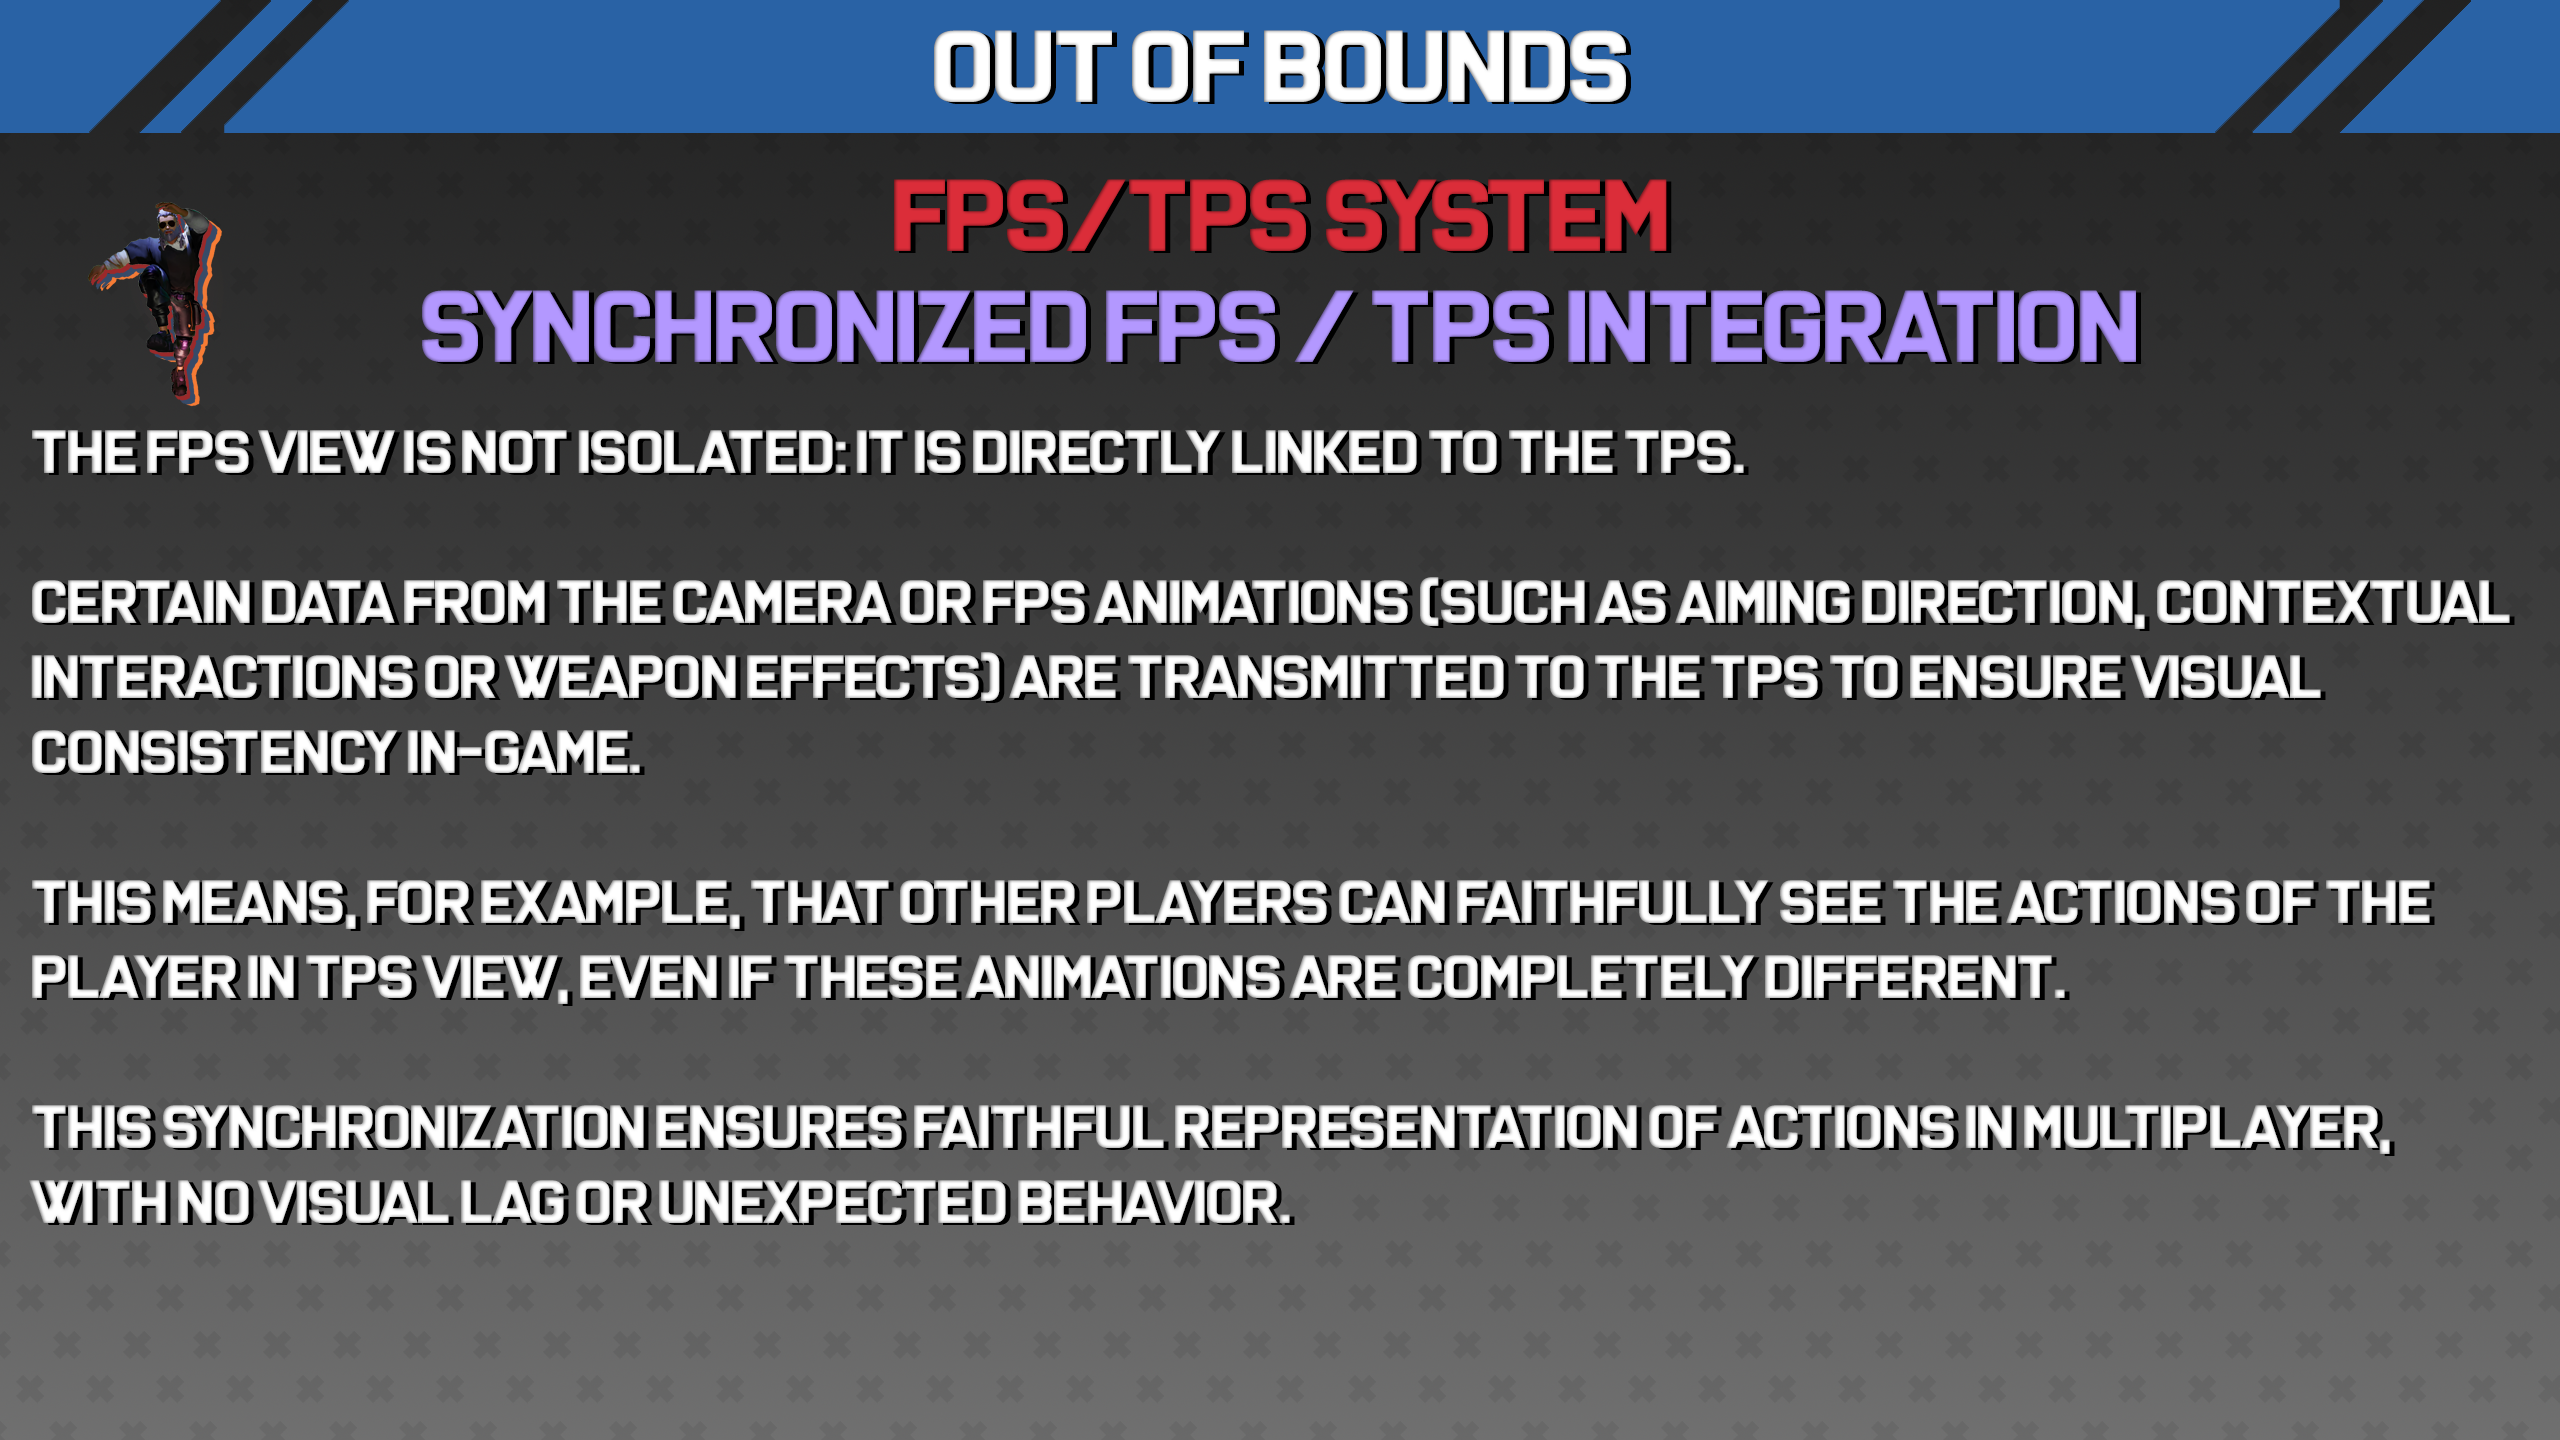 OUT OF BOUNDS
FPS/TPS SYSTEM
SYNCHRONIZED FPS / TPS INTEGRATION
THE FPS VIEW IS NOT ISOLATED: IT IS DIRECTLY LINKED TO THE TPS.
CERTAIN DATA FROM THE CAMERA OR FPS ANIMATIONS (SUCH AS AIMING DIRECTION, CONTEXTUAL
INTERACTIONS OR WEAPON EFFECTS) ARE TRANSMITTED TO THE TPS TO ENSURE VISUAL
CONSISTENCY IN-GAME.
THIS MEANS, FOR EXAMPLE, THAT OTHER PLAYERS CAN FAITHFULLY SEE THE ACTIONS OF THE
PLAYER IN TPS VIEW, EVEN IF THESE ANIMATIONS ARE COMPLETELY DIFFERENT.
THIS SYNCHRONIZATION ENSURES FAITHFUL REPRESENTATION OF ACTIONS IN MULTIPLAYER,
WITH NO VISUAL LAG OR UNEXPECTED BEHAVIOR.